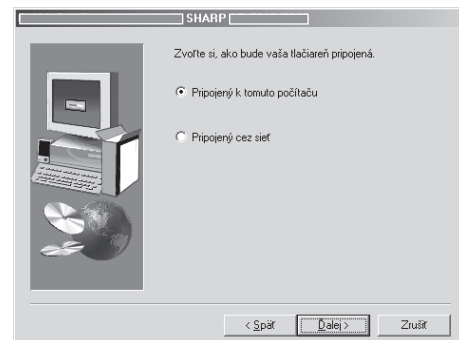 SHARP
Zvoľte si, ako bude vaša tlačiareň pripojená.
Pripojený k tomuto počítaču
Pripojený cez sieť
< Späť
Ďalej >
Zrušiť